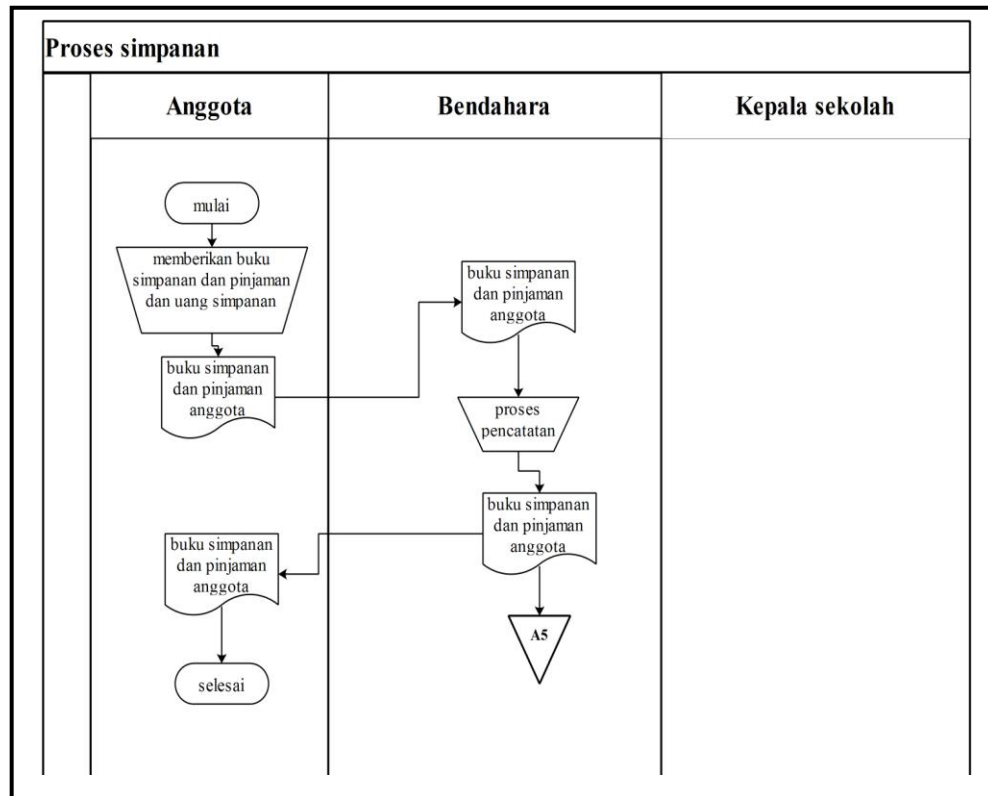 Proses simpanan
Anggota
Bendahara
Kepala sekolah
mulai
memberikan buku
simpanan dan pinjaman
dan uang simpanan
buku simpanan
dan pinjaman
anggota
buku simpanan
dan pinjaman
anggota
proses
pencatatan
buku simpanan
dan pinjaman
anggota
A5
buku simpanan
dan pinjaman
anggota
selesai